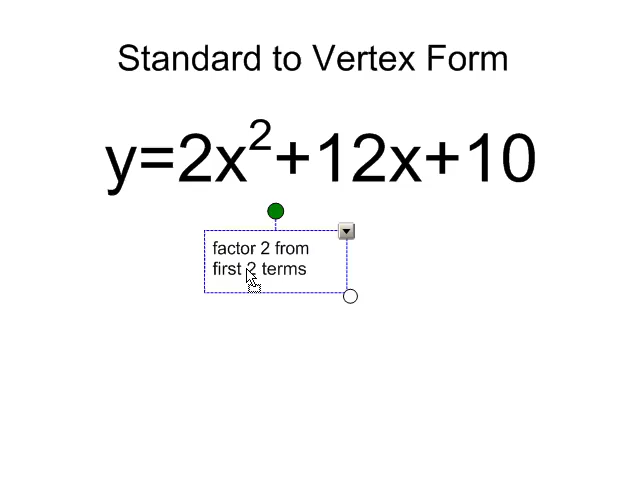 Standard to Vertex Form
y=2x²+12x+10
factor 2 from
first 2 terms